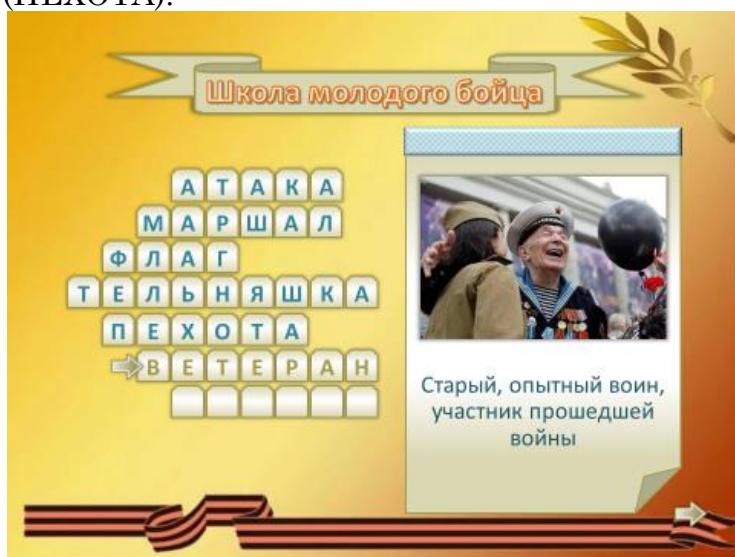 (ПЕХОТА).
Школа молодого бойца
АТАКА
МАРШАЛ
ФЛАГ
ТЕЛЬНЯШКА
ПЕХОТА
ВЕТЕРАН
Старый, опытный воин,
участник прошедшей
войны